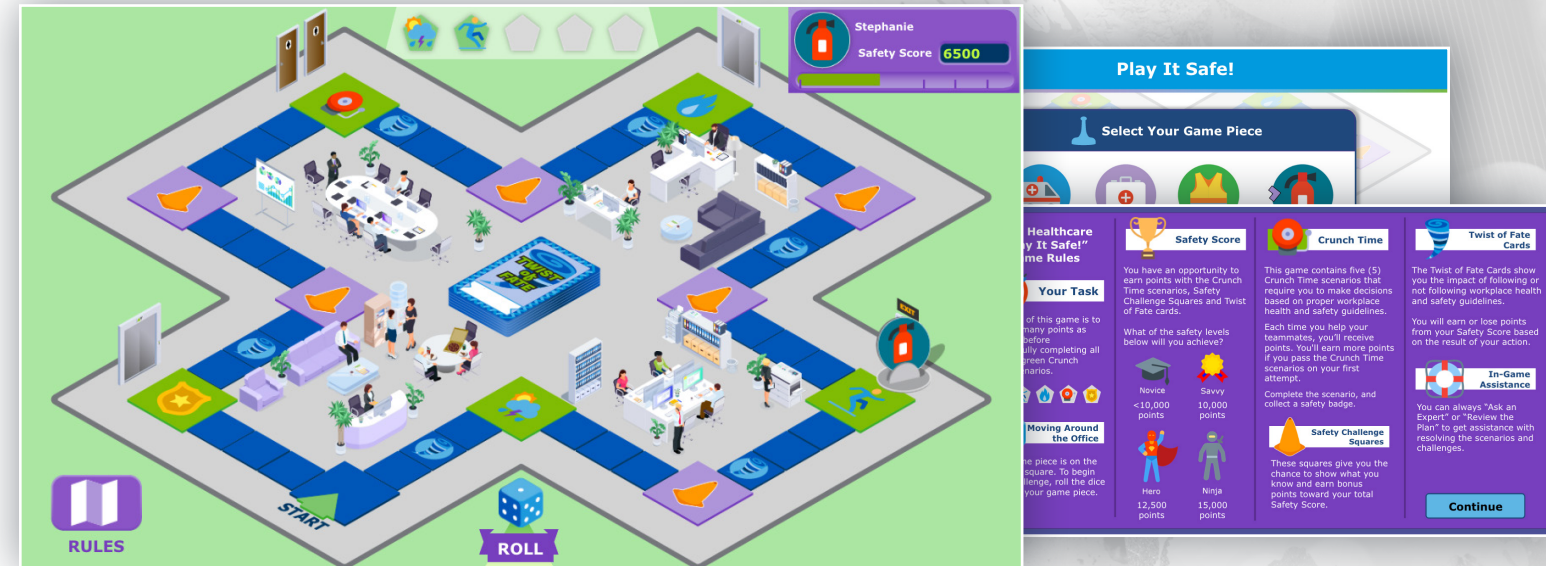 Stephanie
Safety Score 6500
TWIST
OF
FATE
EXIT
START
RULES
ROLL
Play It Safe!
Select Your Game Piece
Healthcare
It Safe!"
Rules
Your Task
of this game is to
many points as
before
completing all
Crunch
Moving Around
the Office
piece is on the
square. To begin
roll the dice
your game piece.
Safety Score
You have an opportunity to
earn points with the Crunch
Time scenarios, Safety
Challenge Squares and Twist
of Fate cards.
What of the safety levels
below will you achieve?
Novice
<10,000
points
Savvy
10,000
points
Hero
12,500
points
Ninja
15,000
points
Crunch Time
This game contains five (5)
Crunch Time scenarios that
require you to make decisions
based on proper workplace
health and safety guidelines.
Each time you help your
teammates, you'll receive
points. You'll earn more points
if you pass the Crunch Time
scenarios on your first
attempt.
Complete the scenario, and
collect a safety badge.
Safety Challenge
Squares
These squares give you the
chance to show what you
know and earn bonus
points toward your total
Safety Score.
Twist of Fate
Cards
The Twist of Fate Cards show
you the impact of following or
not following workplace health
and safety guidelines.
You will earn or lose points
from your Safety Score based
on the result of your action.
In-Game
Assistance
You can always "Ask an
Expert" or "Review the
Plan" to get assistance with
resolving the scenarios and
challenges.
Continue